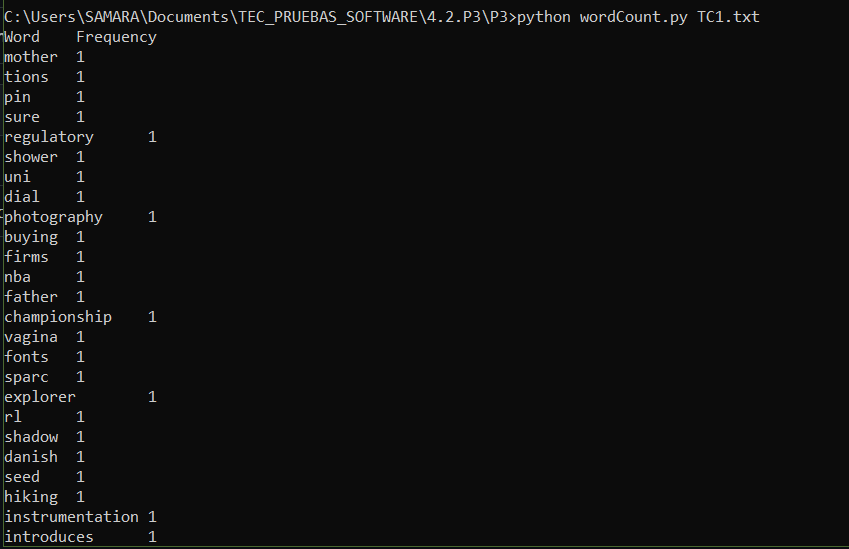 C:\Users\SAMARA\Documents\TEC_PRUEBAS_SOFTWARE\4.2.P3\P3>python wordCount.py TC1.txt
Word Frequency
mother 1
tions 1
pin 1
sure 1
regulatory 1
shower 1
uni 1
dial 1
photography 1
buying 1
firms 1
nba 1
father 1
championship 1
vagina 1
fonts 1
sparc 1
explorer 1
rl 1
shadow 1
danish 1
seed 1
hiking 1
instrumentation 1
introduces 1